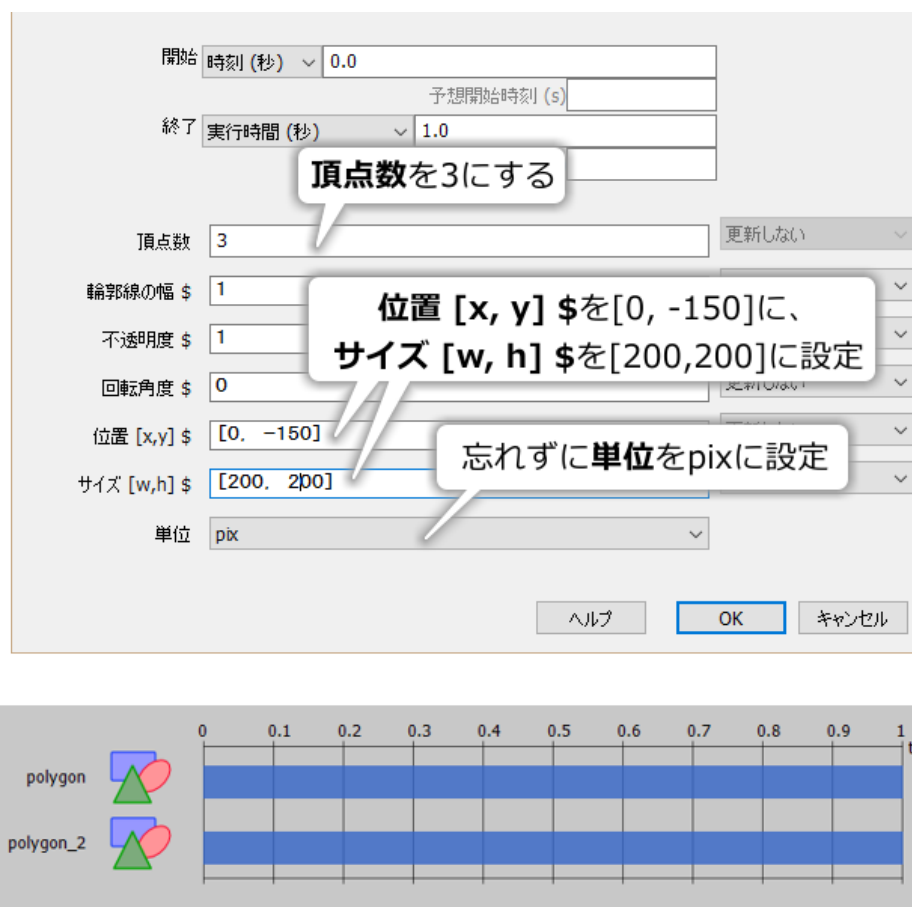 開始 時刻 (秒) 0.0
予想開始時刻 (s)
終了 実行時間 (秒) 1.0
頂点数を3にする
頂点数 3 更新しない
輪郭線の幅 $ 1
位置 [x, y] $を[0, -150]に、
不透明度 $ 1
サイズ [w, h] $を[200,200]に設定
回転角度 $ 0 更新しない
位置 [x,y] $ [0, -150]
忘れずに単位をpixに設定
サイズ [w,h] $ [200, 200]
単位 pix
ヘルプ OK キャンセル
0 0.1 0.2 0.3 0.4 0.5 0.6 0.7 0.8 0.9 1
t
polygon
polygon_2